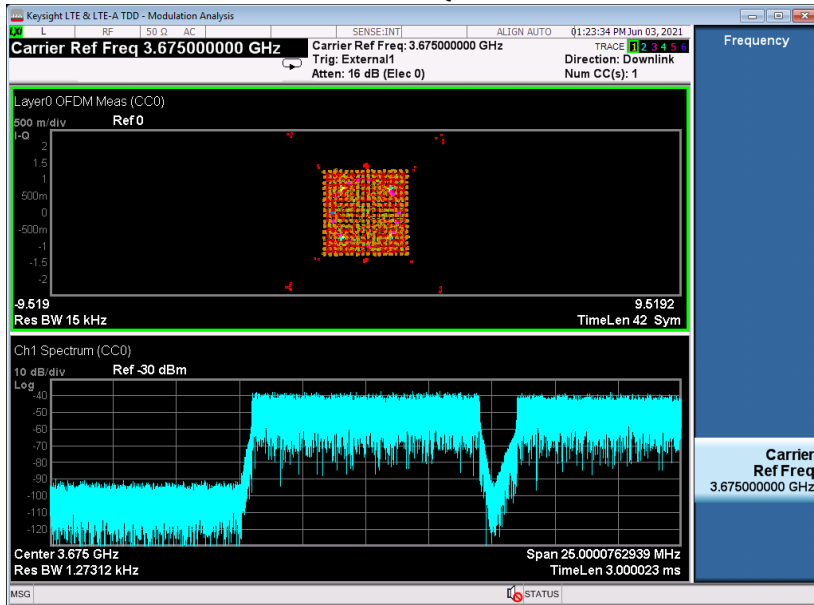 Keysight LTE & LTE-A TDD - Modulation Analysis
LXI L RF 50 Ω AC SENSE:INT ALIGN AUTO 01:23:34 PM Jun 03, 2021
Carrier Ref Freq 3.675000000 GHz
Carrier Ref Freq: 3.675000000 GHz
Trig: External1
Atten: 16 dB (Elec 0)
TRACE 1 2 3 4 5 6
Direction: Downlink
Num CC(s): 1
Frequency
Layer0 OFDM Meas (CC0)
500 m/div Ref 0
I-Q
2
1.5
1
500m
0
-500m
-1
-1.5
-2
-9.519 9.5192
Res BW 15 kHz TimeLen 42 Sym
Ch1 Spectrum (CC0)
10 dB/div Ref -30 dBm
Log
-40
-50
-60
-70
-80
-90
-100
-110
-120
Center 3.675 GHz Span 25.0000762939 MHz
Res BW 1.27312 kHz TimeLen 3.000023 ms
Carrier
Ref Freq
3.675000000 GHz
MSG STATUS